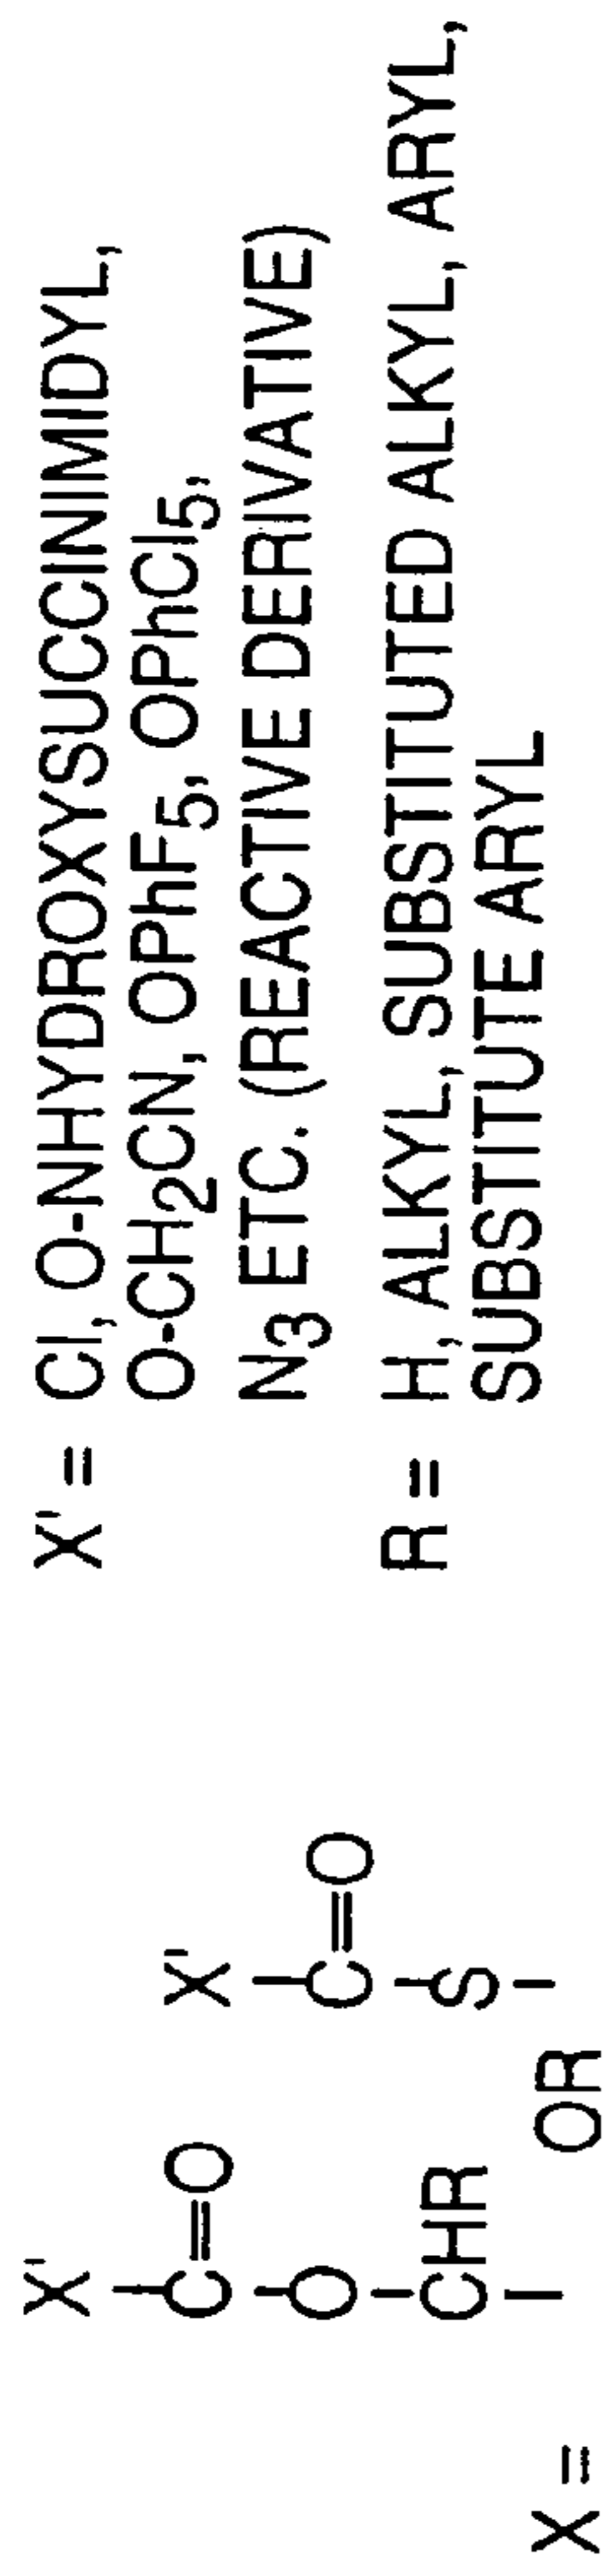 X' = Cl, O-NHYDROXYSUCCINIMIDYL,
O-CH2CN, OPhF5, OPhCl5,
N3 ETC. (REACTIVE DERIVATIVE)
R = H, ALKYL, SUBSTITUTED ALKYL, ARYL,
SUBSTITUTE ARYL
X'
C=O
O
CHR
X'
C=O
S
X =
OR